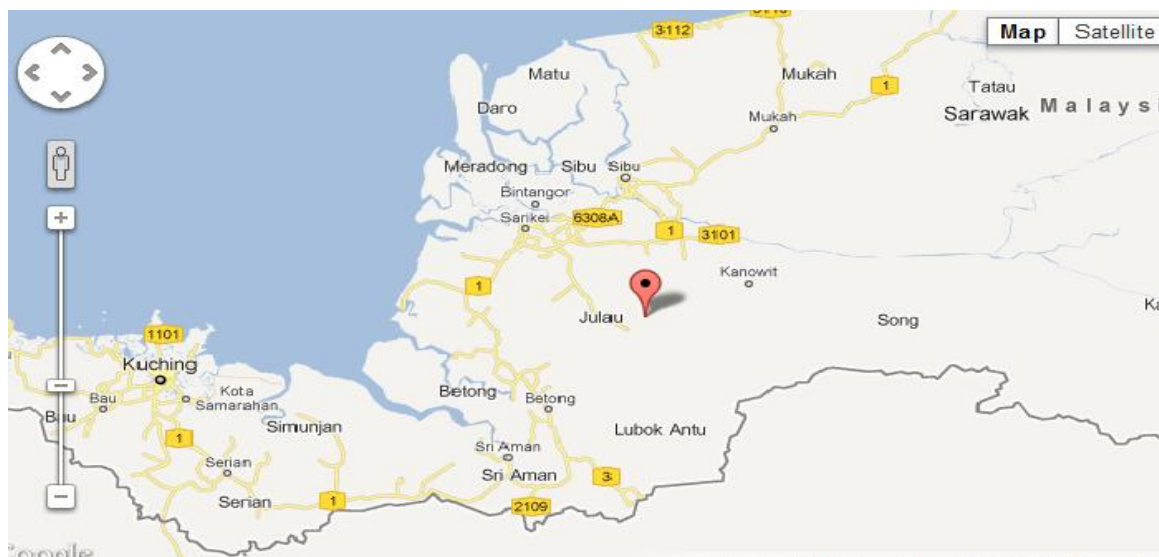 3112
Map
Satellite
Matu
Mukah
1
Tatau
Daro
Sarawak
Mukah
Meradong
Sibu
Sibu
Bintangor
Sarikei
6308A
1
3101
Kanowit
1
Julau
Song
1101
Kuching
Bau
Kota
Samarahan
Betong
Betong
Bau
Simunjan
Lubok Antu
1
Sri Aman
Serian
Sri Aman
3
Serian
1
2109